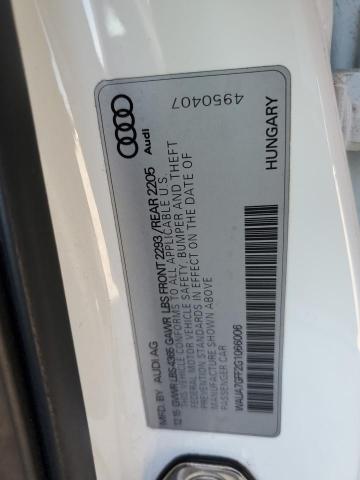 4950407
Audi
HUNGARY
MFD. BY AUDI AG
12 15 GVWR LBS 4365 GAWR LBS FRONT 2293 / REAR 2205
THIS VEHICLE CONFORMS TO ALL APPLICABLE U.S.
FEDERAL MOTOR VEHICLE SAFETY, BUMPER AND THEFT
STANDARDS IN EFFECT ON THE DATE OF
MANUFACTURE SHOWN ABOVE
PASSENGER CAR
WAUA7GFF2G1066006